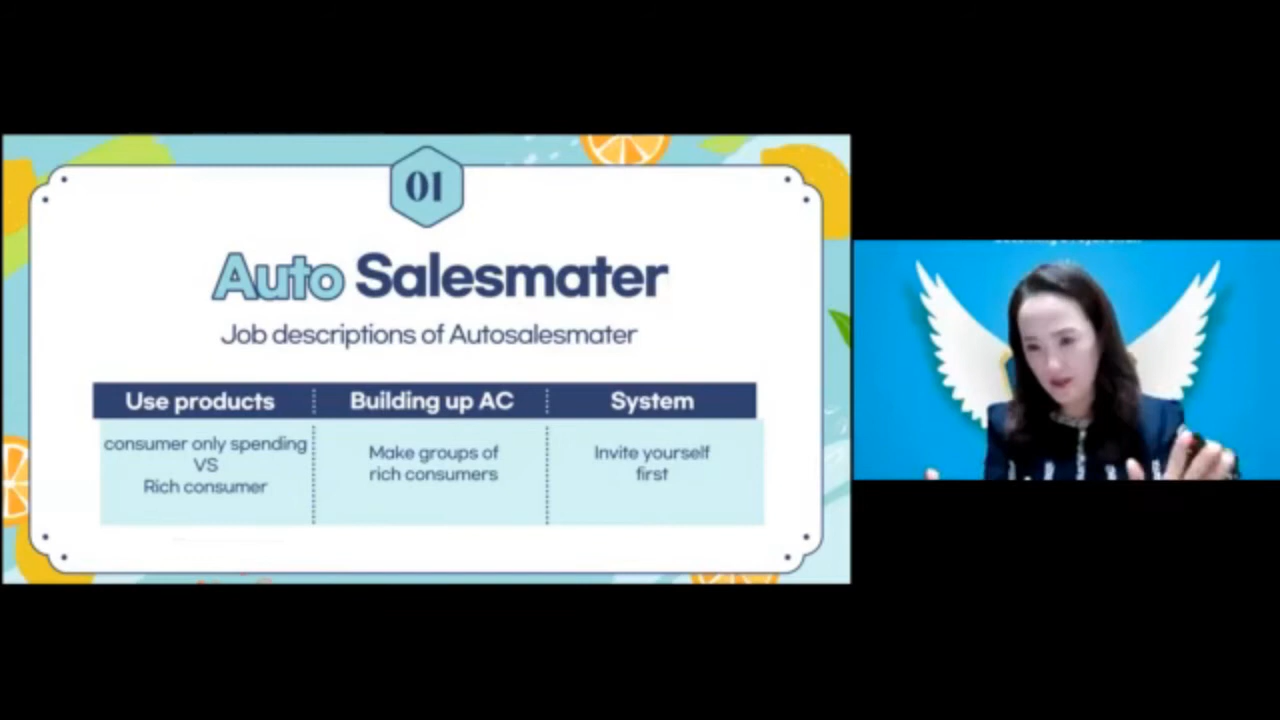 01
Auto Salesmater
Job descriptions of Autosalesmater
Use products
Building up AC
System
consumer only spending
VS
Rich consumer
Make groups of
rich consumers
Invite yourself
first